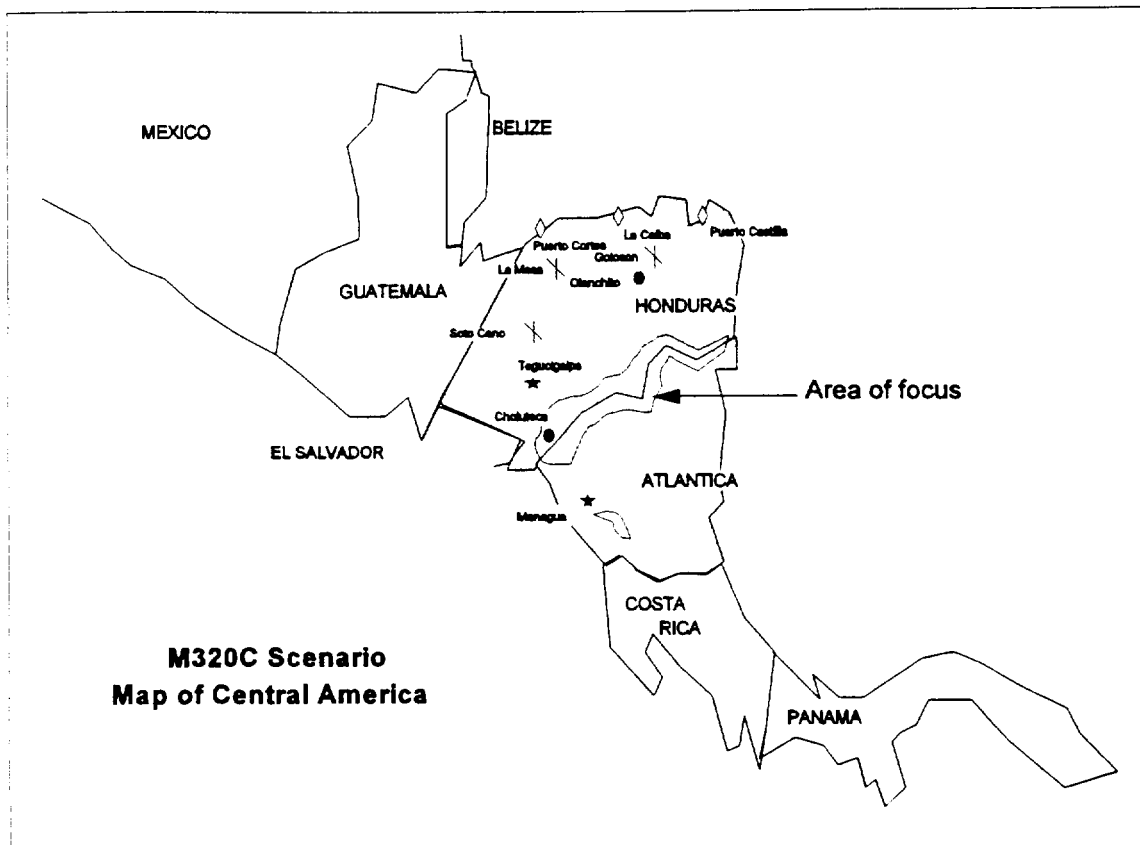 MEXICO
BELIZE
La Ceiba
Puerto Castilla
Puerto Cortes
Goloson
La Mesa
Olanchito
GUATEMALA
HONDURAS
Soto Cano
Tegucigalpa
Area of focus
Choluteca
EL SALVADOR
ATLANTICA
Managua
COSTA
RICA
M320C Scenario
Map of Central America
PANAMA